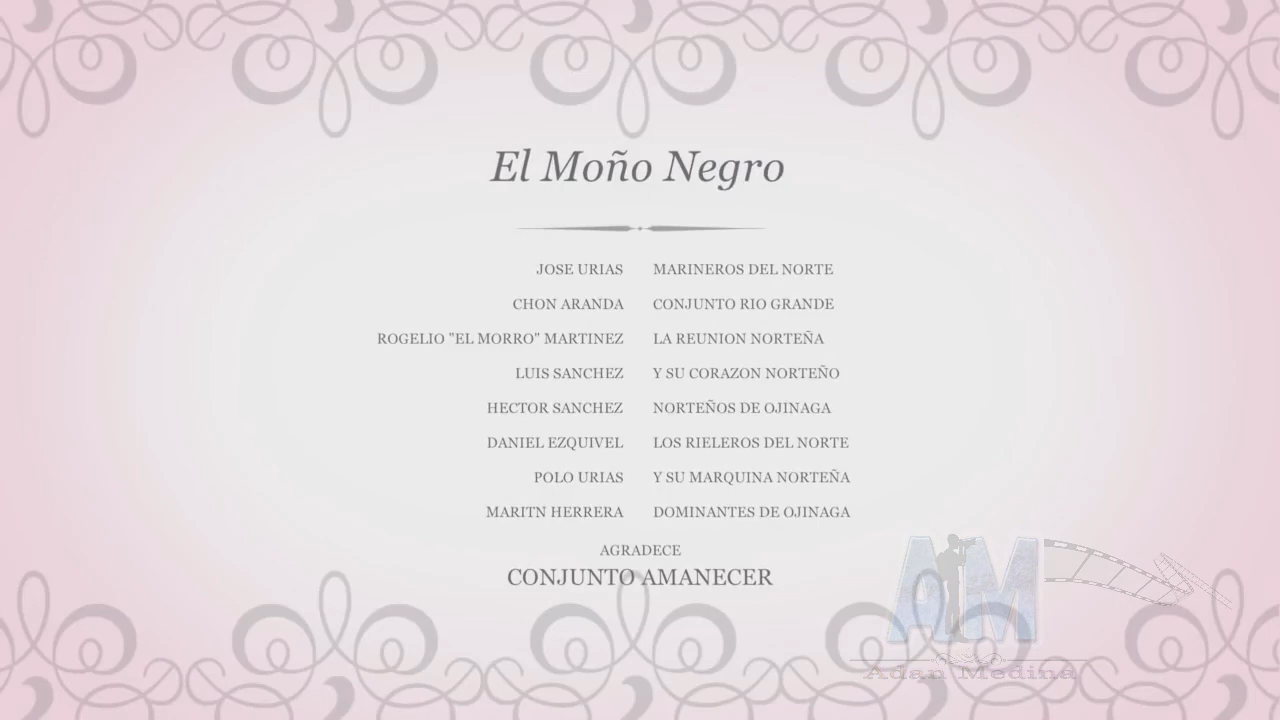 El Moño Negro
JOSE URIAS MARINEROS DEL NORTE
CHON ARANDA CONJUNTO RIO GRANDE
ROGELIO "EL MORRO" MARTINEZ LA REUNION NORTEÑA
LUIS SANCHEZ Y SU CORAZON NORTEÑO
HECTOR SANCHEZ NORTEÑOS DE OJINAGA
DANIEL EZQUIVEL LOS RIELEROS DEL NORTE
POLO URIAS Y SU MARQUINA NORTEÑA
MARITN HERRERA DOMINANTES DE OJINAGA
AGRADECE
CONJUNTO AMANECER
AM
Adan Medina